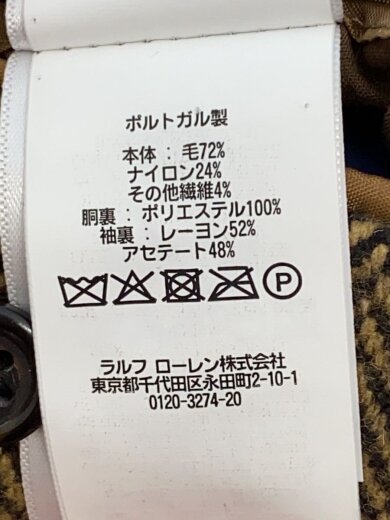 ポルトガル製
本体 : 毛72%
ナイロン24%
その他繊維4%
胴裏 : ポリエステル100%
袖裏 : レーヨン52%
アセテート48%
P
ラルフ ローレン株式会社
東京都千代田区永田町2-10-1
0120-3274-20